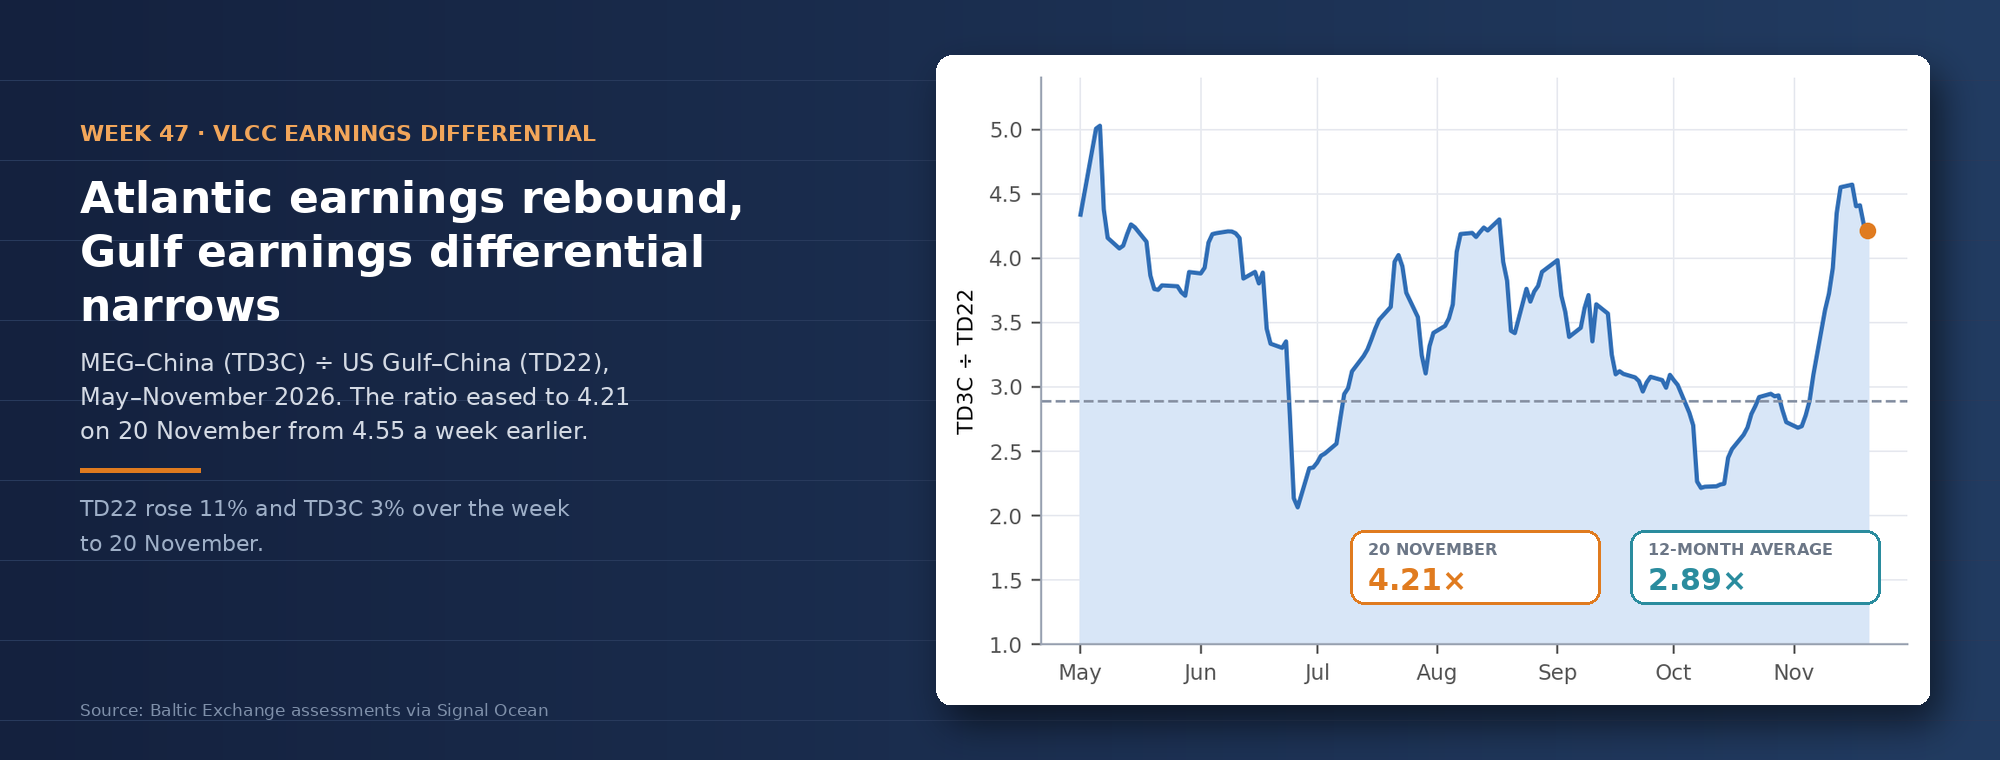 WEEK 47 · VLCC EARNINGS DIFFERENTIAL
Atlantic earnings rebound,
Gulf earnings differential
narrows
MEG–China (TD3C) ÷ US Gulf–China (TD22),
May–November 2026. The ratio eased to 4.21
on 20 November from 4.55 a week earlier.
TD22 rose 11% and TD3C 3% over the week
to 20 November.
Source: Baltic Exchange assessments via Signal Ocean
TD3C ÷ TD22
5.0
4.5
4.0
3.5
3.0
2.5
2.0
1.5
1.0
20 NOVEMBER
4.21×
12-MONTH AVERAGE
2.89×
May Jun Jul Aug Sep Oct Nov